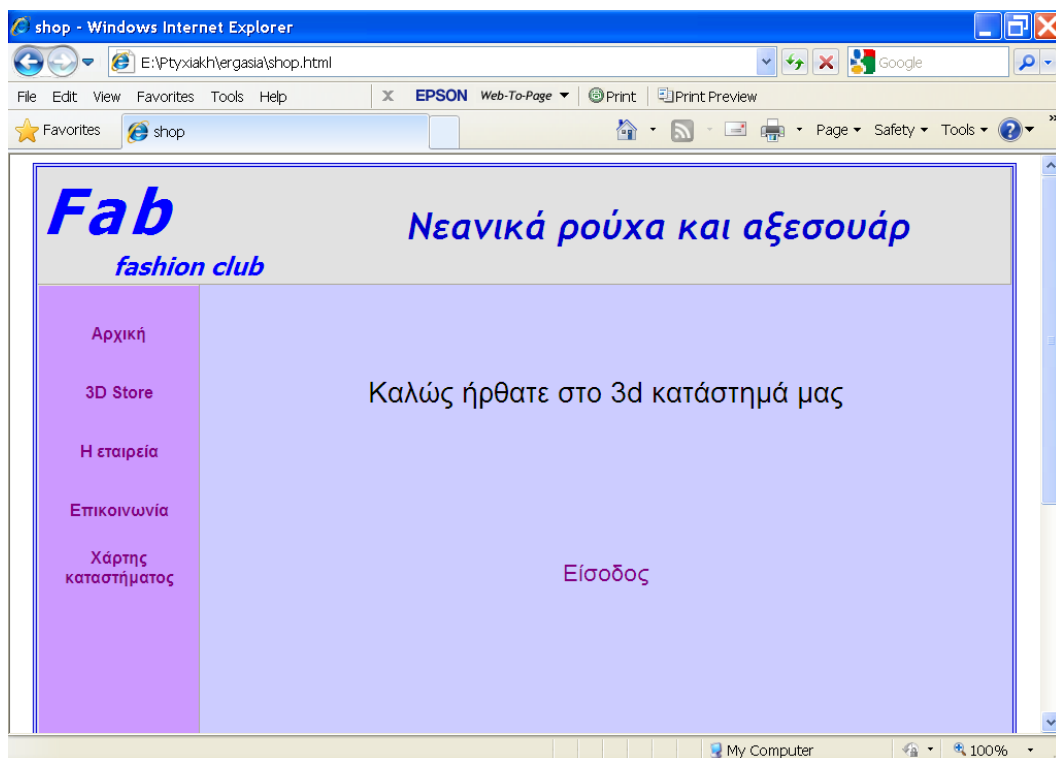 shop - Windows Internet Explorer
E:\Ptyxiakh\ergasia\shop.html
Google
File Edit View Favorites Tools Help
X EPSON Web-To-Page Print Print Preview
Favorites shop Page Safety Tools »
Fab
fashion club
Νεανικά ρούχα και αξεσουάρ
Αρχική
3D Store
Η εταιρεία
Επικοινωνία
Χάρτης
καταστήματος
Καλώς ήρθατε στο 3d κατάστημά μας
Είσοδος
My Computer 100%